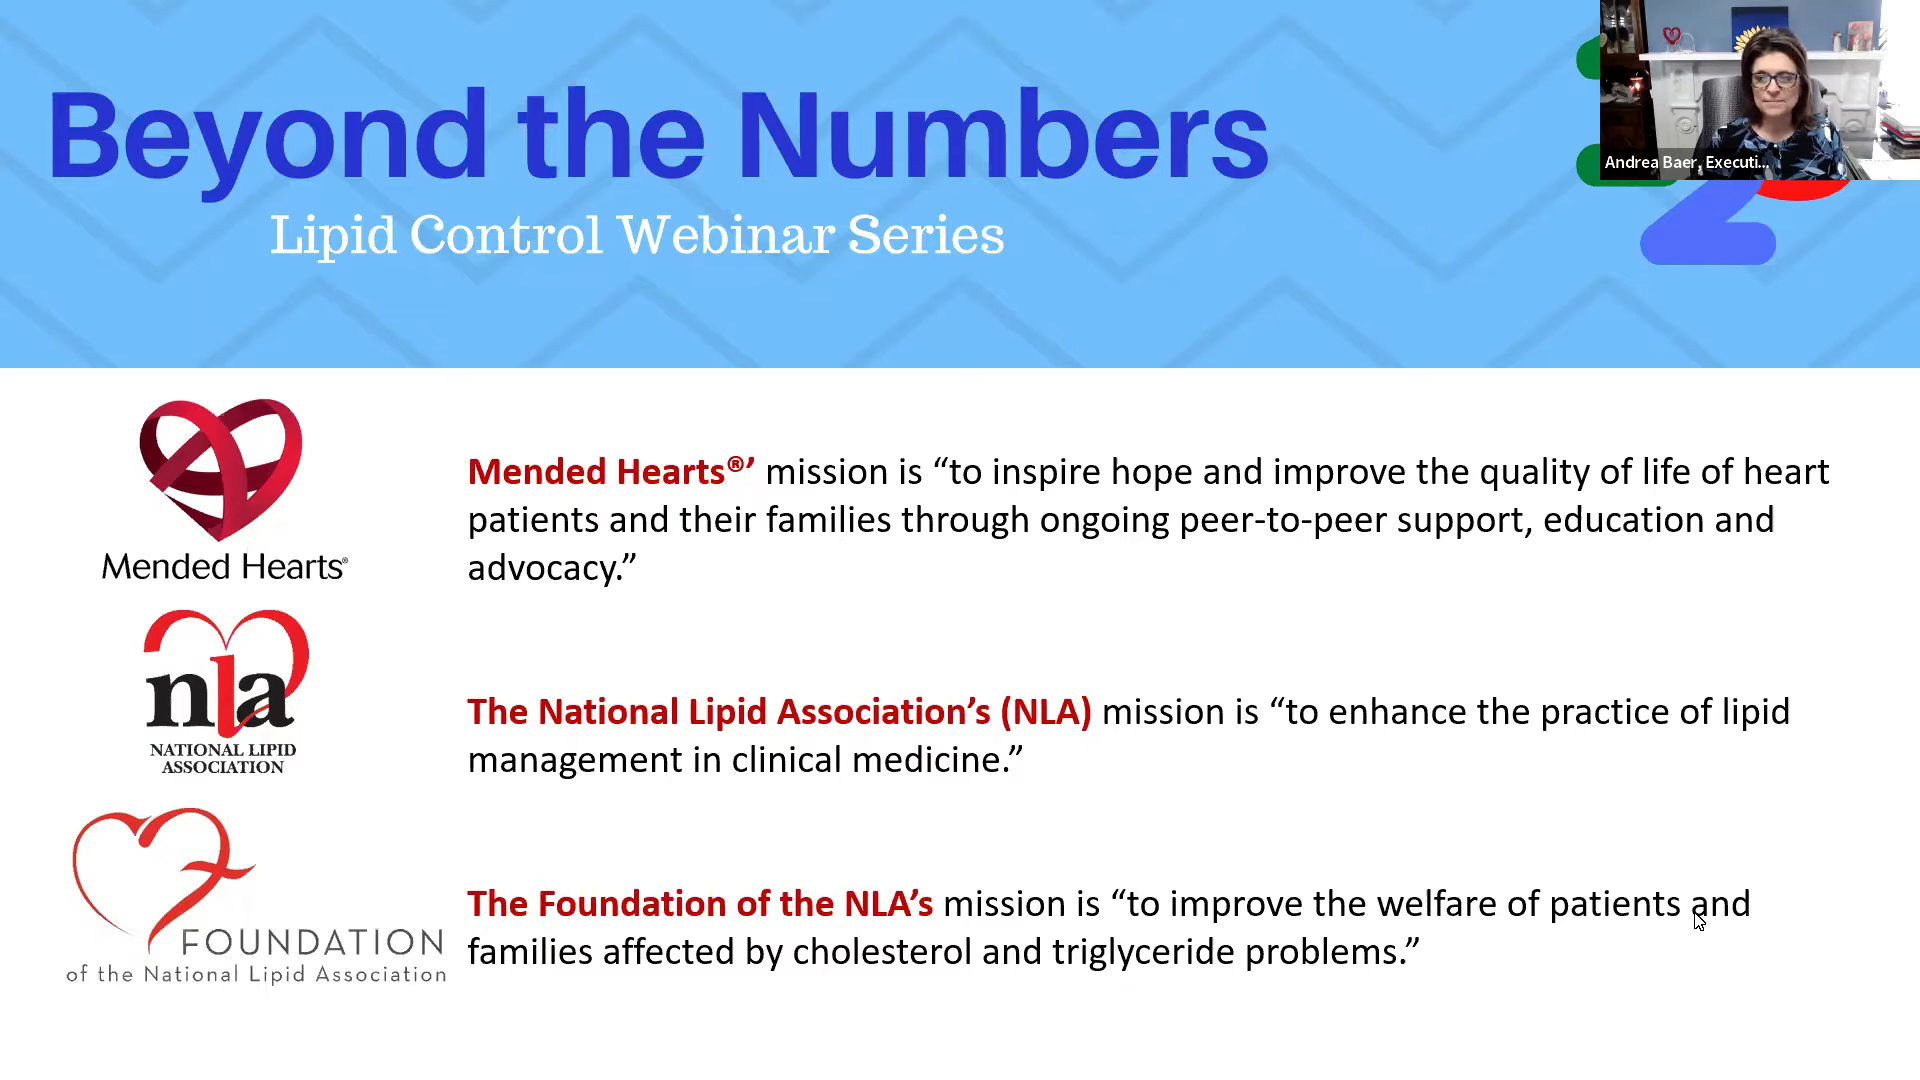 Beyond the Numbers
Lipid Control Webinar Series
Andrea Baer, Executi...
Mended Hearts®
Mended Hearts®’ mission is “to inspire hope and improve the quality of life of heart
patients and their families through ongoing peer-to-peer support, education and
advocacy.”
nla
NATIONAL LIPID
ASSOCIATION
The National Lipid Association’s (NLA) mission is “to enhance the practice of lipid
management in clinical medicine.”
FOUNDATION
of the National Lipid Association
The Foundation of the NLA’s mission is “to improve the welfare of patients and
families affected by cholesterol and triglyceride problems.”